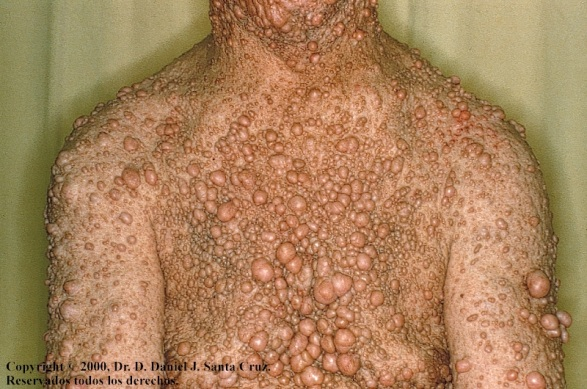 Copyright © 2000, Dr. D. Daniel J. Santa Cruz.
Reservados todos los derechos.